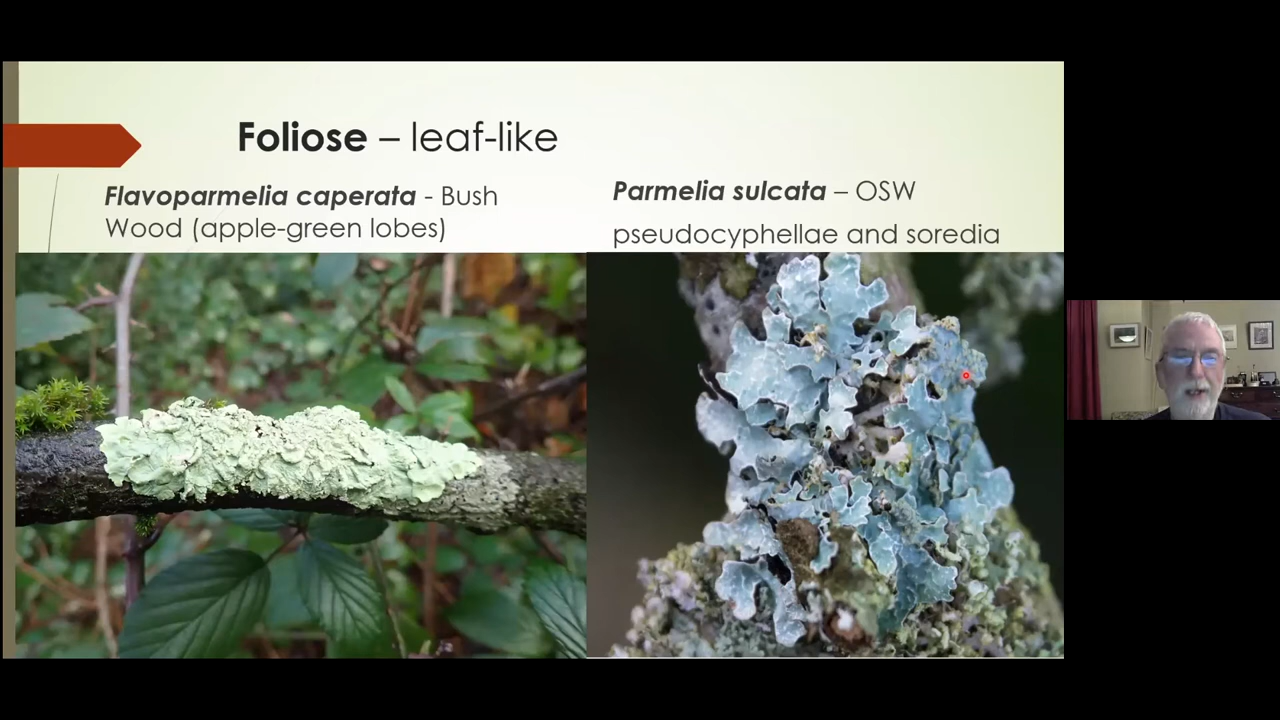 Foliose – leaf-like
Flavoparmelia caperata - Bush
Wood (apple-green lobes)
Parmelia sulcata – OSW
pseudocyphellae and soredia